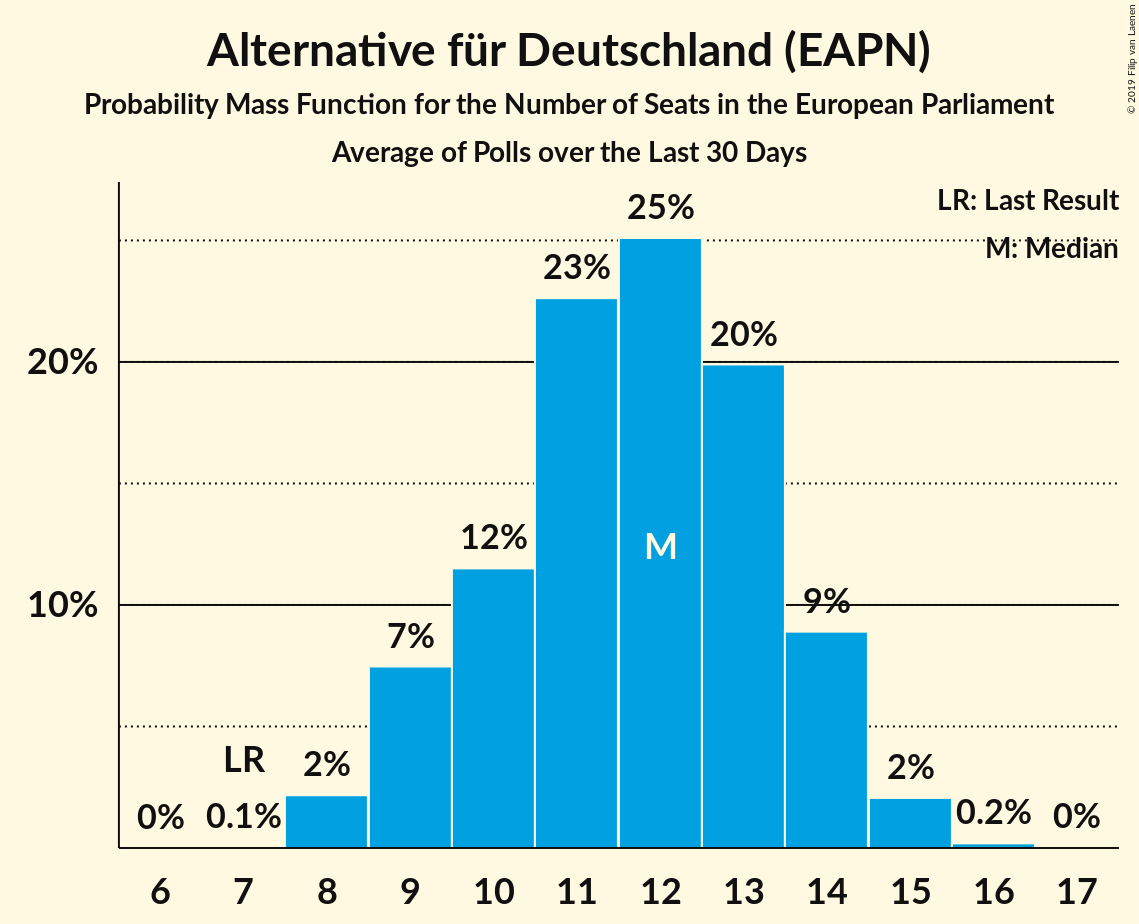 Alternative für Deutschland (EAPN)
Probability Mass Function for the Number of Seats in the European Parliament
Average of Polls over the Last 30 Days
© 2019 Filip van Laenen
LR: Last Result
M: Median
25%
23%
20%
20%
12%
M
10%
9%
7%
LR
2%
2%
0%
0.1%
0.2%
0%
6 7 8 9 10 11 12 13 14 15 16 17